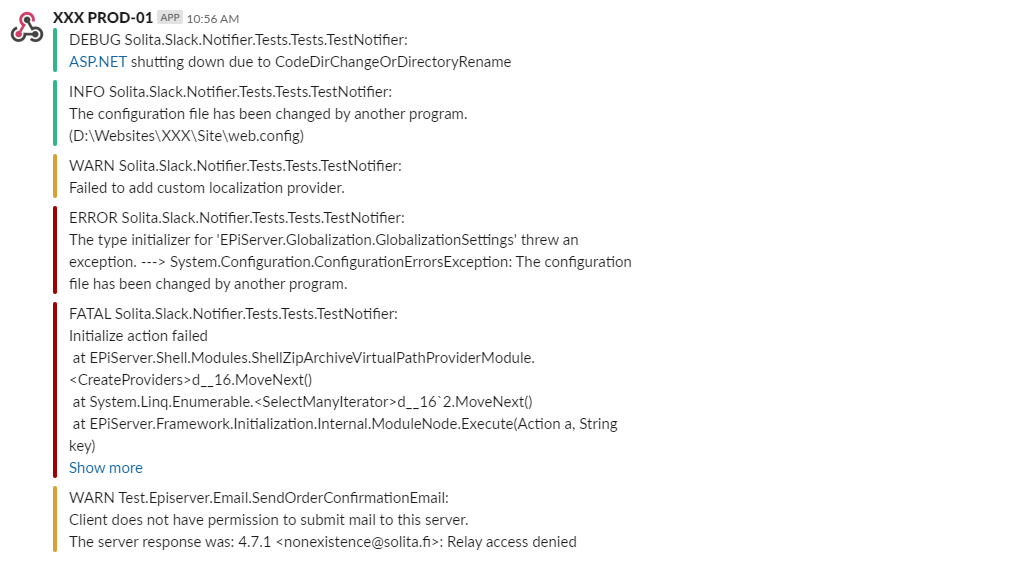 XXX PROD-01 APP 10:56 AM
DEBUG Solita.Slack.Notifier.Tests.Tests.TestNotifier:
ASP.NET shutting down due to CodeDirChangeOrDirectoryRename
INFO Solita.Slack.Notifier.Tests.Tests.TestNotifier:
The configuration file has been changed by another program.
(D:\Websites\XXX\Site\web.config)
WARN Solita.Slack.Notifier.Tests.Tests.TestNotifier:
Failed to add custom localization provider.
ERROR Solita.Slack.Notifier.Tests.Tests.TestNotifier:
The type initializer for 'EPiServer.Globalization.GlobalizationSettings' threw an
exception. ---> System.Configuration.ConfigurationErrorsException: The configuration
file has been changed by another program.
FATAL Solita.Slack.Notifier.Tests.Tests.TestNotifier:
Initialize action failed
at EPiServer.Shell.Modules.ShellZipArchiveVirtualPathProviderModule.
<CreateProviders>d__16.MoveNext()
at System.Linq.Enumerable.<SelectManyIterator>d__16`2.MoveNext()
at EPiServer.Framework.Initialization.Internal.ModuleNode.Execute(Action a, String
key)
Show more
WARN Test.Episerver.Email.SendOrderConfirmationEmail:
Client does not have permission to submit mail to this server.
The server response was: 4.7.1 <nonexistence@solita.fi>: Relay access denied